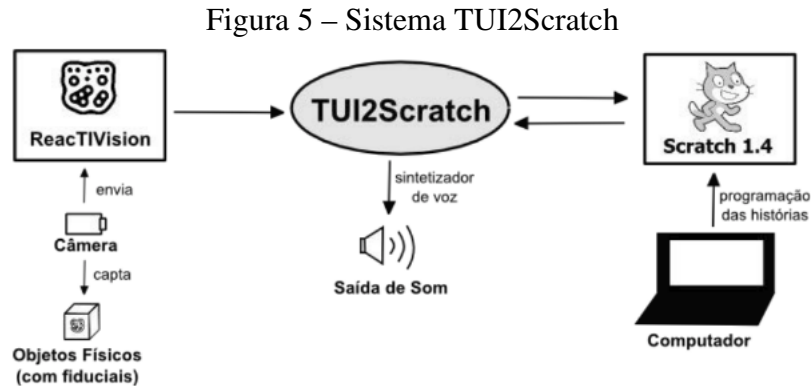 Figura 5 – Sistema TUI2Scratch
ReacTIVision
envia
Câmera
capta
Objetos Físicos
(com fiduciais)
TUI2Scratch
sintetizador
de voz
Saída de Som
Scratch 1.4
programação
das histórias
Computador